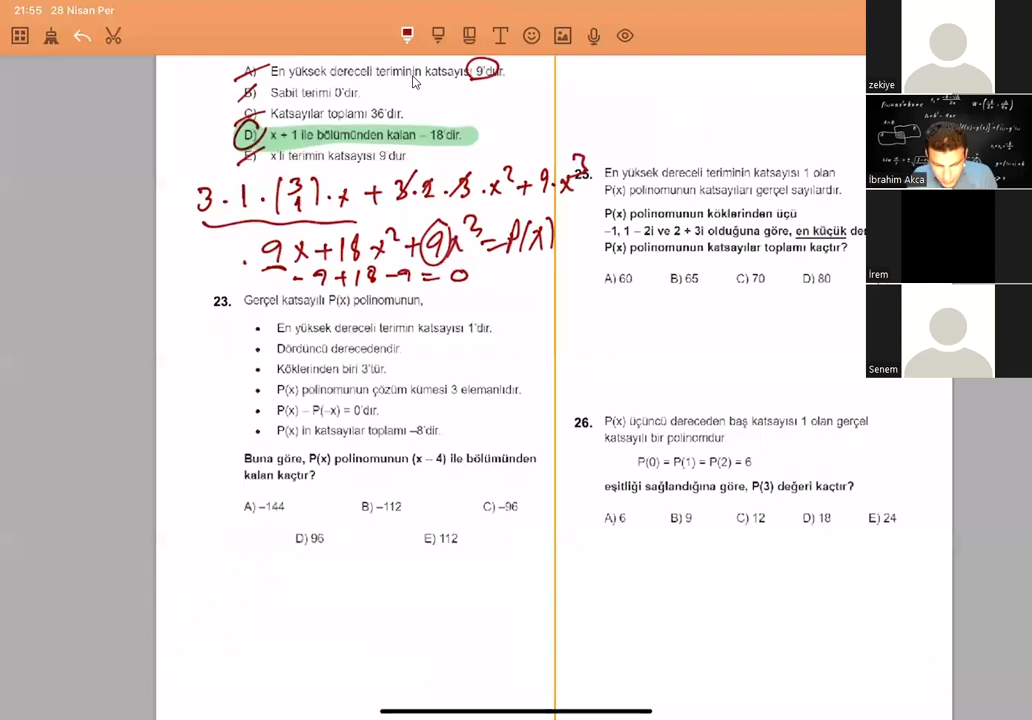 21:55 28 Nisan Per
A) En yüksek dereceli teriminin katsayısı 9'dur.
B) Sabit terimi 0'dır.
C) Katsayılar toplamı 36'dır.
D) x + 1 ile bölümünden kalan – 18'dir.
E) x li terimin katsayısı 9'dur
3·1·(3 1)·x + 3·2·3·x² + 9·x³
9x+18x²+9x³=P(x)
-9+18-9=0
23. Gerçel katsayılı P(x) polinomunun,
• En yüksek dereceli terimin katsayısı 1'dir.
• Dördüncü derecedendir.
• Köklerinden biri 3'tür.
• P(x) polinomunun çözüm kümesi 3 elemanlıdır.
• P(x) – P(–x) = 0'dır.
• P(x) in katsayılar toplamı –8'dir.
Buna göre, P(x) polinomunun (x – 4) ile bölümünden
kalan kaçtır?
A) –144 B) –112 C) –96
D) 96 E) 112
25. En yüksek dereceli teriminin katsayısı 1 olan
P(x) polinomunun katsayıları gerçel sayılardır.
P(x) polinomunun köklerinden üçü
–1, 1 – 2i ve 2 + 3i olduğuna göre, en küçük der
P(x) polinomunun katsayılar toplamı kaçtır?
A) 60 B) 65 C) 70 D) 80
26. P(x) üçüncü dereceden baş katsayısı 1 olan gerçel
katsayılı bir polinomdur.
P(0) = P(1) = P(2) = 6
eşitliği sağlandığına göre, P(3) değeri kaçtır?
A) 6 B) 9 C) 12 D) 18 E) 24
zekiye
İbrahim Akca
İrem
Senem